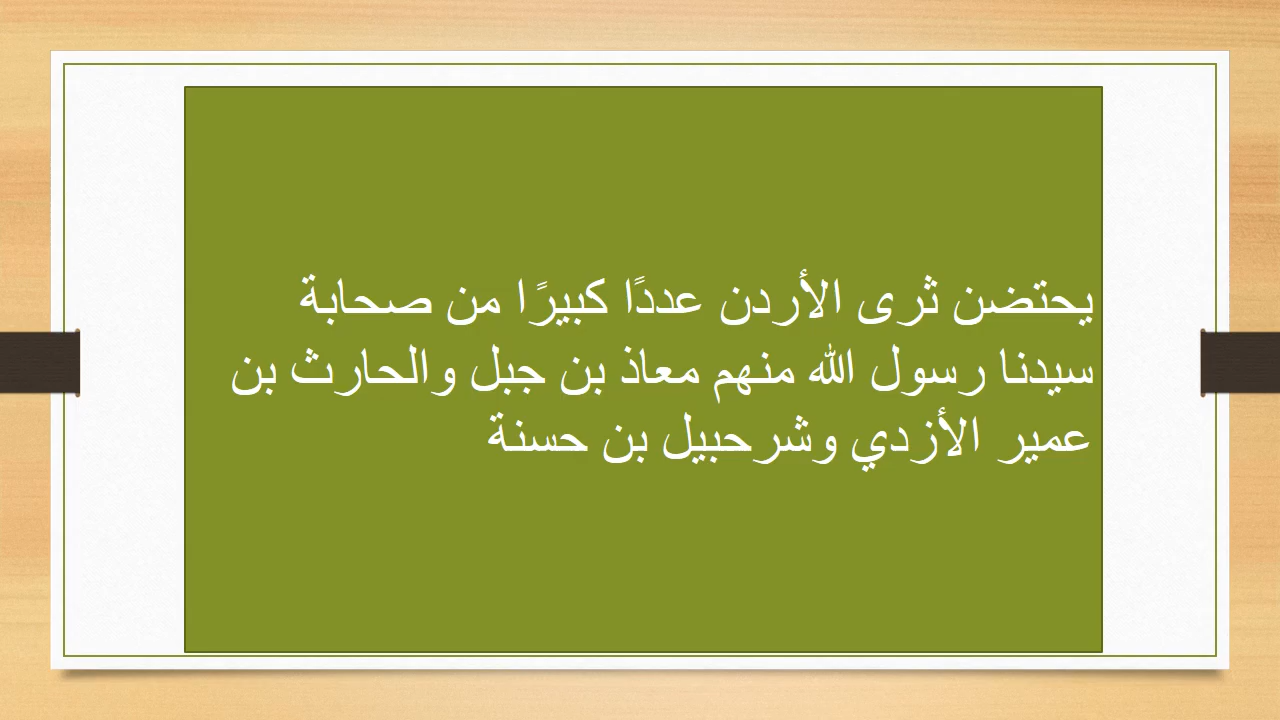 يحتضن ثرى الأردن عددًا كبيرًا من صحابة
سيدنا رسول الله منهم معاذ بن جبل والحارث بن
عمير الأزدي وشرحبيل بن حسنة